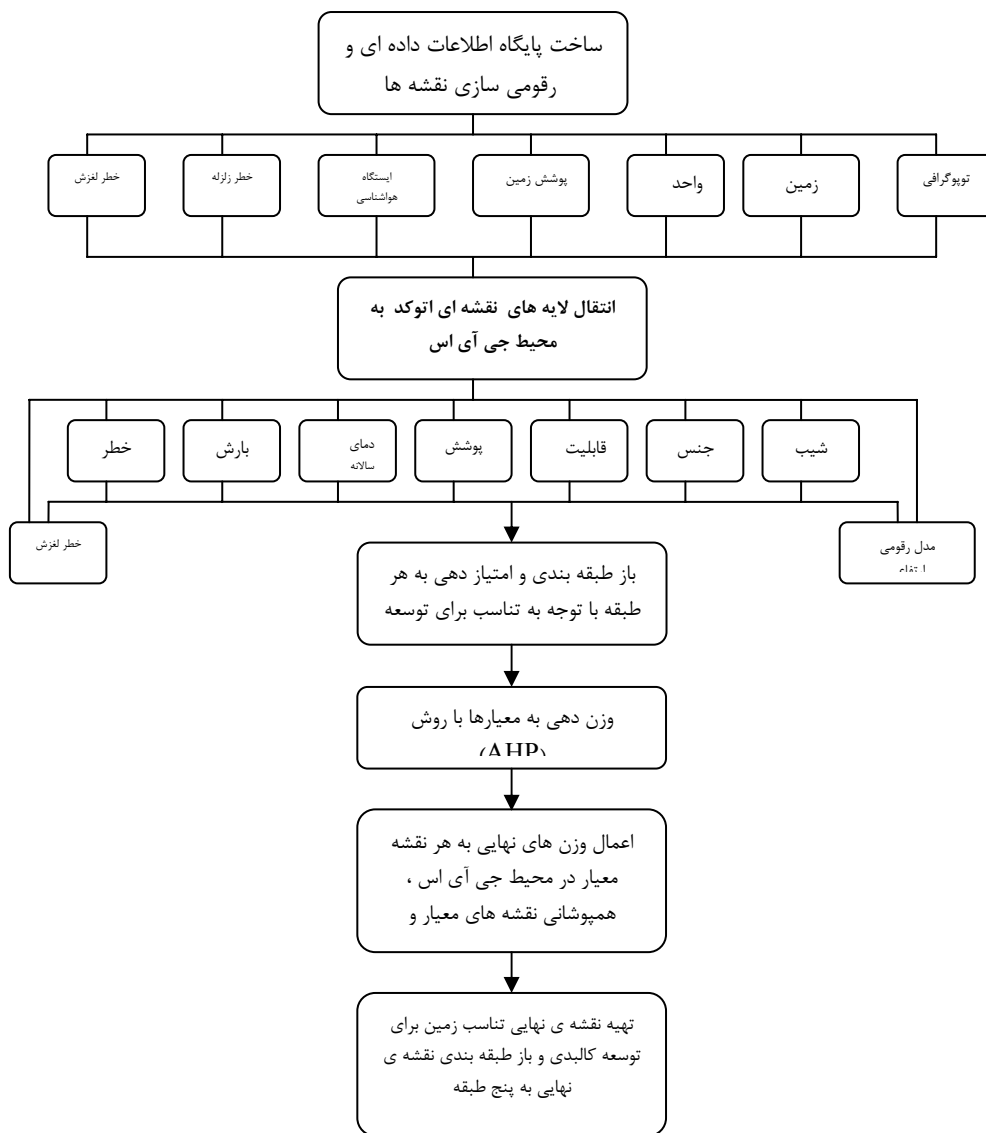 ساخت پایگاه اطلاعات داده ای و
رقومی سازی نقشه ها
توپوگرافی
زمین
واحد
پوشش زمین
ایستگاه
هواشناسی
خطر زلزله
خطر لغزش
انتقال لایه های نقشه ای اتوکد به
محیط جی آی اس
شیب
جنس
قابلیت
پوشش
دمای
سالانه
بارش
خطر
مدل رقومی
خطر لغزش
باز طبقه بندی و امتیاز دهی به هر
طبقه با توجه به تناسب برای توسعه
وزن دهی به معیارها با روش
(AHP)
اعمال وزن های نهایی به هر نقشه
معیار در محیط جی آی اس ،
همپوشانی نقشه های معیار و
تهیه نقشه ی نهایی تناسب زمین برای
توسعه کالبدی و باز طبقه بندی نقشه ی
نهایی به پنج طبقه